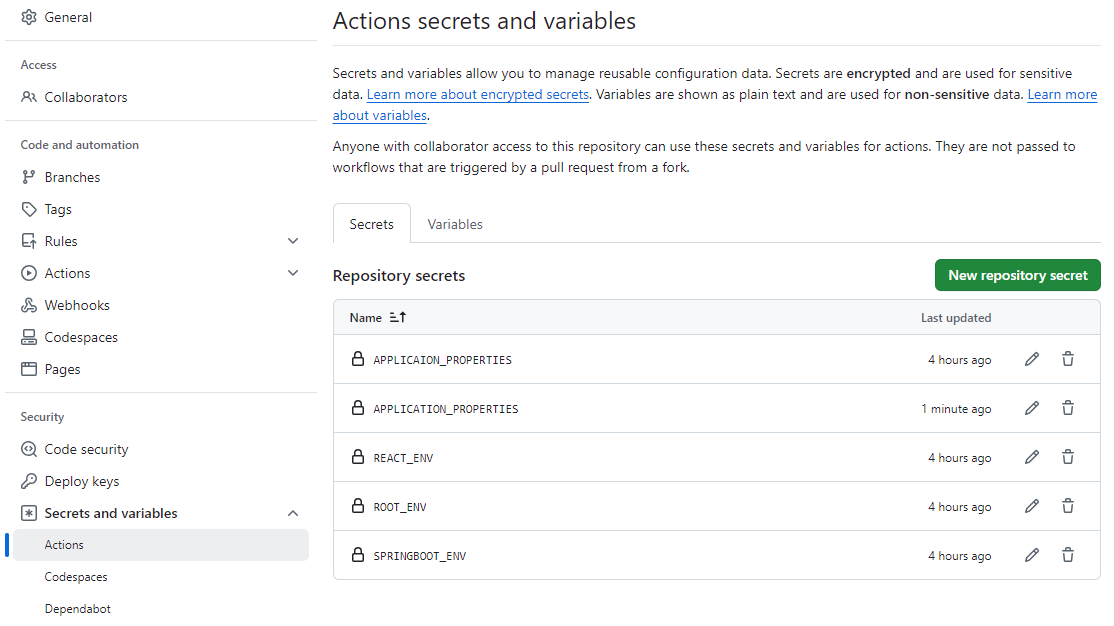 General
Access
Collaborators
Code and automation
Branches
Tags
Rules
Actions
Webhooks
Codespaces
Pages
Security
Code security
Deploy keys
Secrets and variables
Actions
Codespaces
Dependabot
Actions secrets and variables
Secrets and variables allow you to manage reusable configuration data. Secrets are encrypted and are used for sensitive
data. Learn more about encrypted secrets. Variables are shown as plain text and are used for non-sensitive data. Learn more
about variables.
Anyone with collaborator access to this repository can use these secrets and variables for actions. They are not passed to
workflows that are triggered by a pull request from a fork.
Secrets Variables
Repository secrets New repository secret
Name Last updated
APPLICAION_PROPERTIES 4 hours ago
APPLICATION_PROPERTIES 1 minute ago
REACT_ENV 4 hours ago
ROOT_ENV 4 hours ago
SPRINGBOOT_ENV 4 hours ago